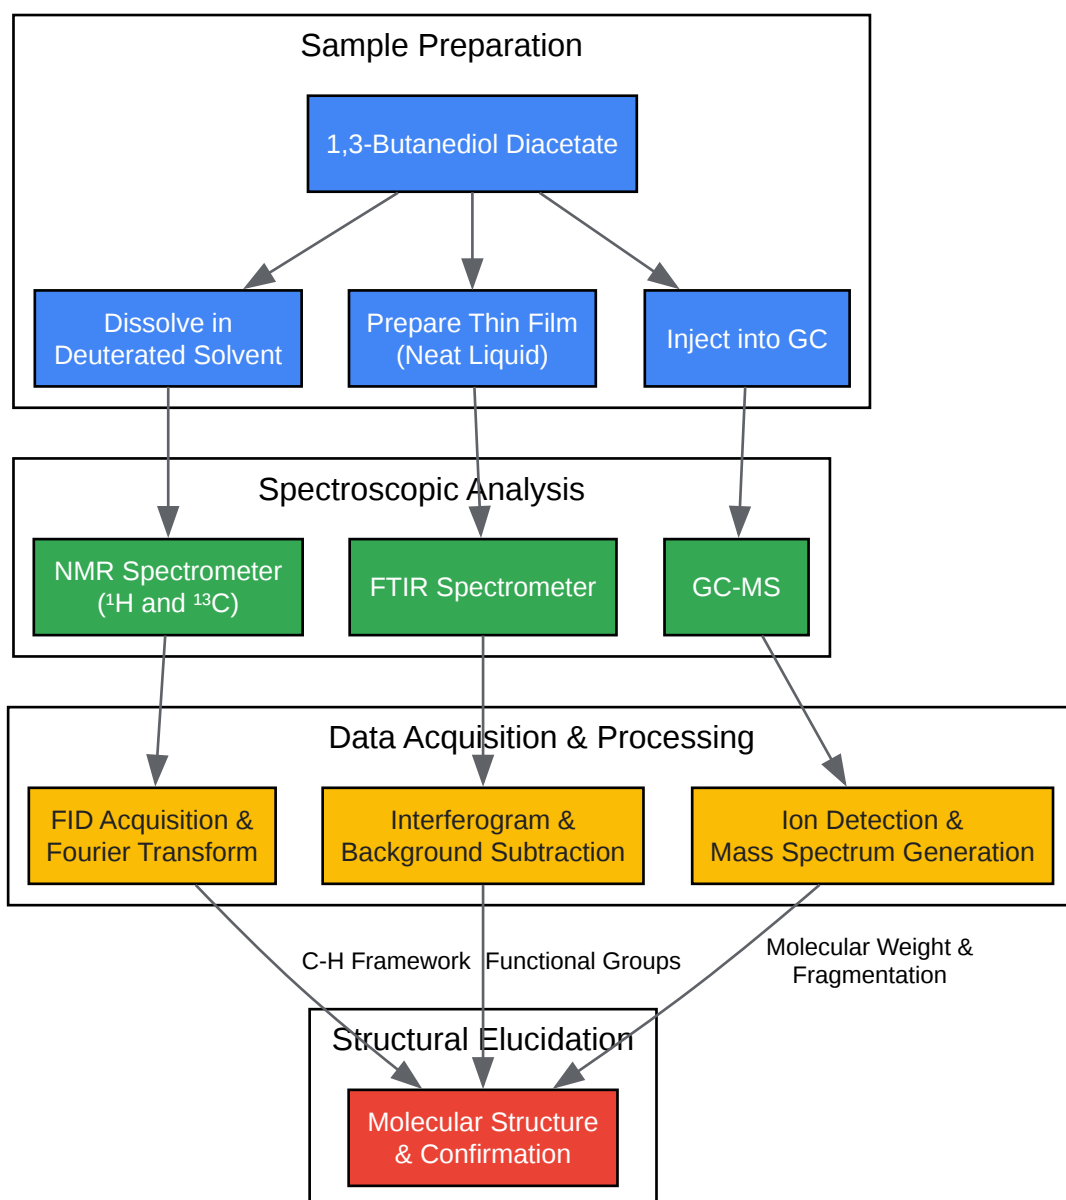 Sample Preparation
1,3-Butanediol Diacetate
Dissolve in
Deuterated Solvent
Prepare Thin Film
(Neat Liquid)
Inject into GC
Spectroscopic Analysis
NMR Spectrometer
(¹H and ¹³C)
FTIR Spectrometer
GC-MS
Data Acquisition & Processing
FID Acquisition &
Fourier Transform
Interferogram &
Background Subtraction
Ion Detection &
Mass Spectrum Generation
C-H Framework
Functional Groups
Molecular Weight &
Fragmentation
Structural Elucidation
Molecular Structure
& Confirmation